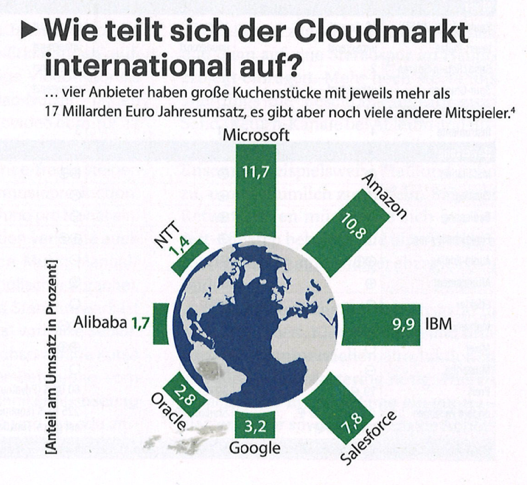 ▶ Wie teilt sich der Cloudmarkt
international auf?
... vier Anbieter haben große Kuchenstücke mit jeweils mehr als
17 Millarden Euro Jahresumsatz, es gibt aber noch viele andere Mitspieler.⁴
Microsoft
11,7
Amazon
10,8
IBM
9,9
Salesforce
7,8
Google
3,2
Oracle
2,8
Alibaba 1,7
NTT
1,4
[Anteil am Umsatz in Prozent]